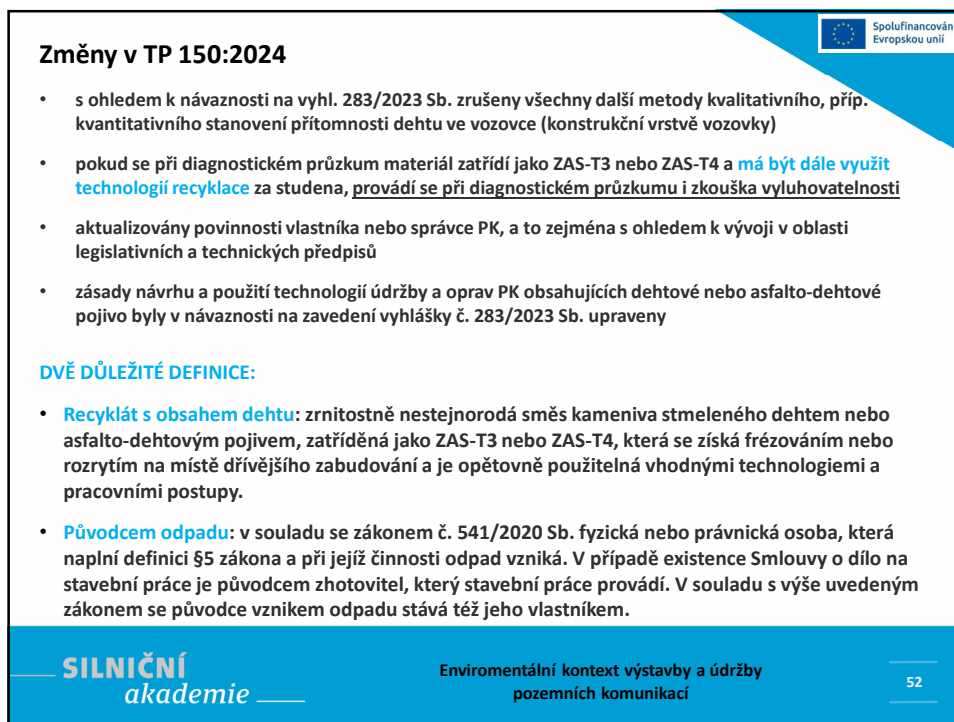 Spolufinancován
Evropskou unií
Změny v TP 150:2024
• s ohledem k návaznosti na vyhl. 283/2023 Sb. zrušeny všechny další metody kvalitativního, příp.
kvantitativního stanovení přítomnosti dehtu ve vozovce (konstrukční vrstvě vozovky)
• pokud se při diagnostickém průzkum materiál zatřídí jako ZAS-T3 nebo ZAS-T4 a má být dále využit
technologií recyklace za studena, provádí se při diagnostickém průzkumu i zkouška vyluhovatelnosti
• aktualizovány povinnosti vlastníka nebo správce PK, a to zejména s ohledem k vývoji v oblasti
legislativních a technických předpisů
• zásady návrhu a použití technologií údržby a oprav PK obsahujících dehtové nebo asfalto-dehtové
pojivo byly v návaznosti na zavedení vyhlášky č. 283/2023 Sb. upraveny
DVĚ DŮLEŽITÉ DEFINICE:
• Recyklát s obsahem dehtu: zrnitostně nestejnorodá směs kameniva stmeleného dehtem nebo
asfalto-dehtovým pojivem, zatříděná jako ZAS-T3 nebo ZAS-T4, která se získá frézováním nebo
rozrytím na místě dřívějšího zabudování a je opětovně použitelná vhodnými technologiemi a
pracovními postupy.
• Původcem odpadu: v souladu se zákonem č. 541/2020 Sb. fyzická nebo právnická osoba, která
naplní definici §5 zákona a při jejíž činnosti odpad vzniká. V případě existence Smlouvy o dílo na
stavební práce je původcem zhotovitel, který stavební práce provádí. V souladu s výše uvedeným
zákonem se původce vznikem odpadu stává též jeho vlastníkem.
SILNIČNÍ
akademie
Enviromentální kontext výstavby a údržby
pozemních komunikací
52